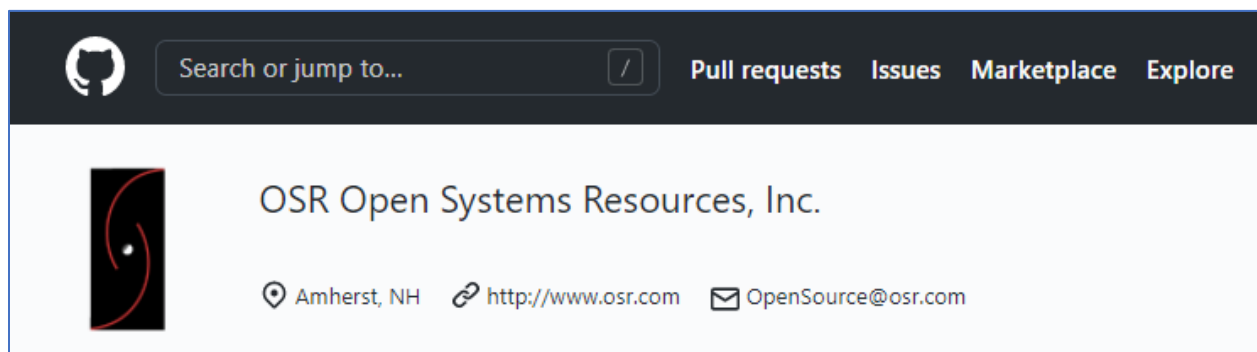 Search or jump to... / Pull requests Issues Marketplace Explore
OSR Open Systems Resources, Inc.
Amherst, NH http://www.osr.com OpenSource@osr.com